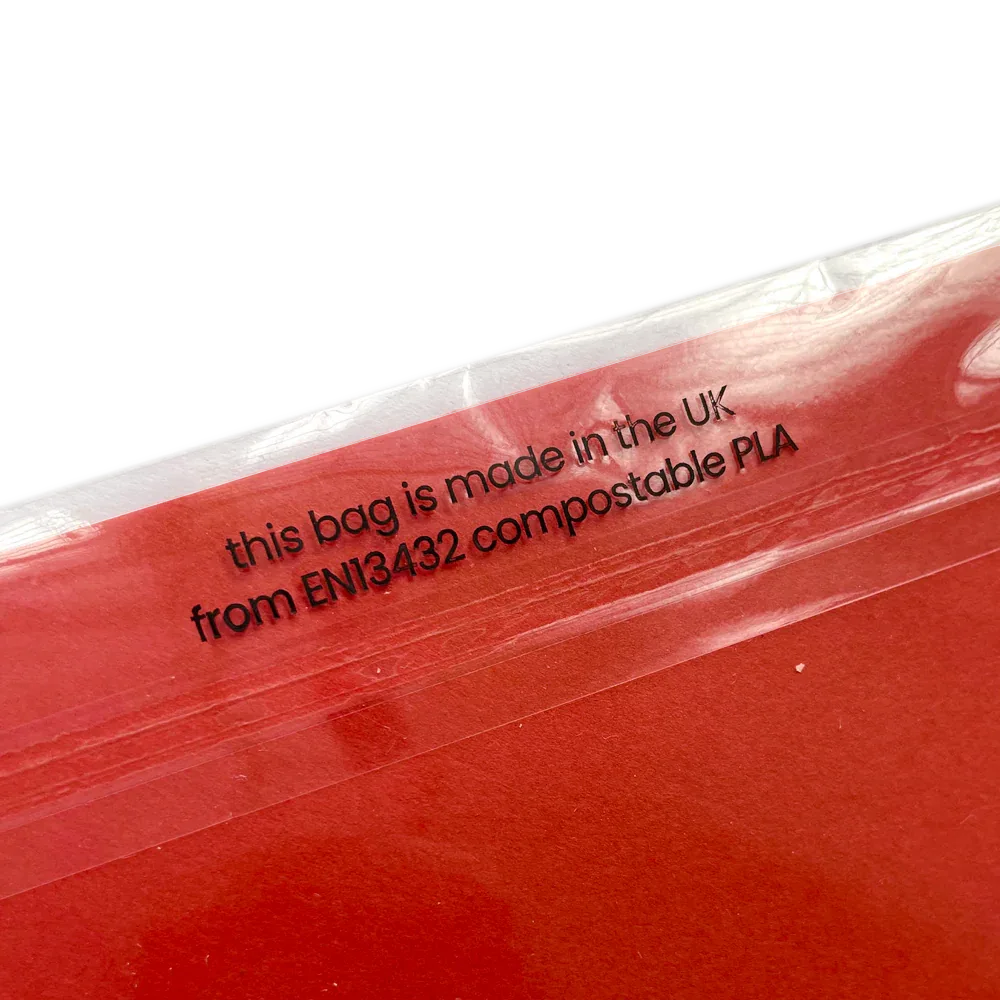 this bag is made in the UK
from EN13432 compostable PLA